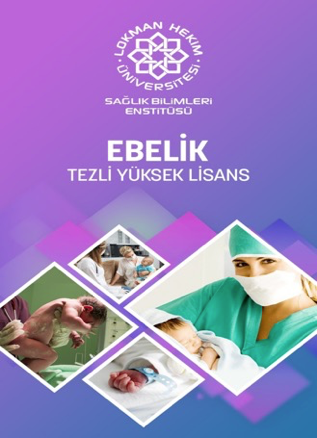 LOKMAN HEKİM
ÜNİVERSİTESİ
SAĞLIK BİLİMLERİ
ENSTİTÜSÜ
EBELİK
TEZLİ YÜKSEK LİSANS